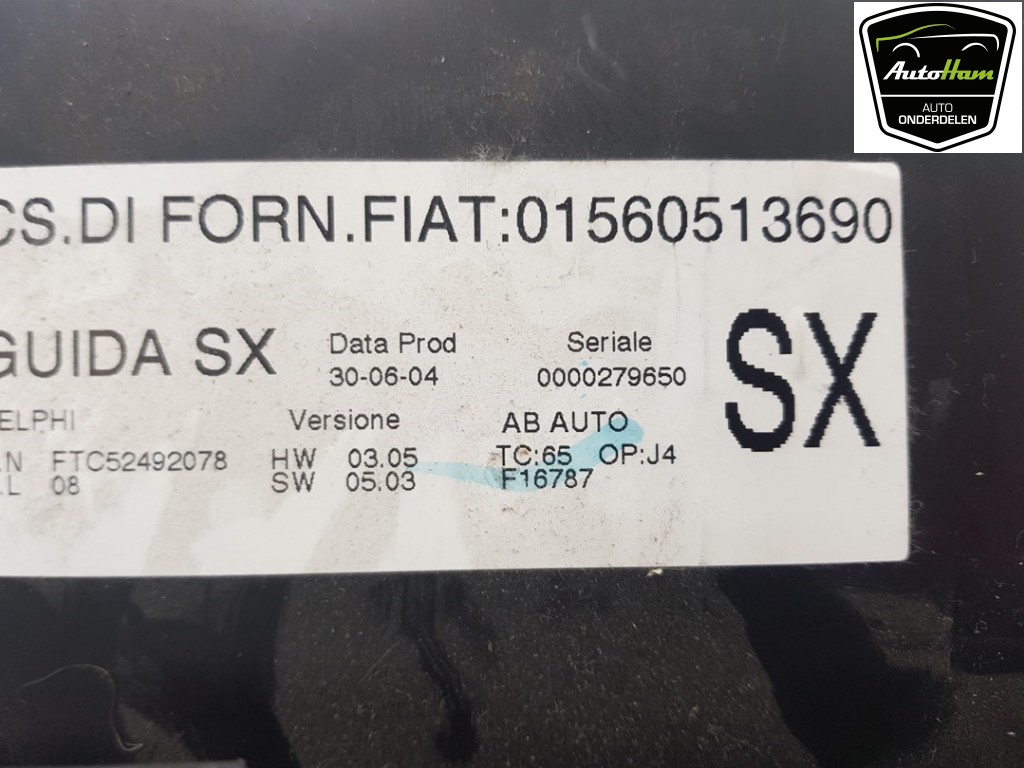 AutoHam
AUTO
ONDERDELEN
CS.DI FORN.FIAT:01560513690
GUIDA SX
Data Prod
Seriale
SX
30-06-04
0000279650
ELPHI
Versione
AB AUTO
.N FTC52492078
HW 03.05
TC:65 OP:J4
.L 08
SW 05.03
F16787